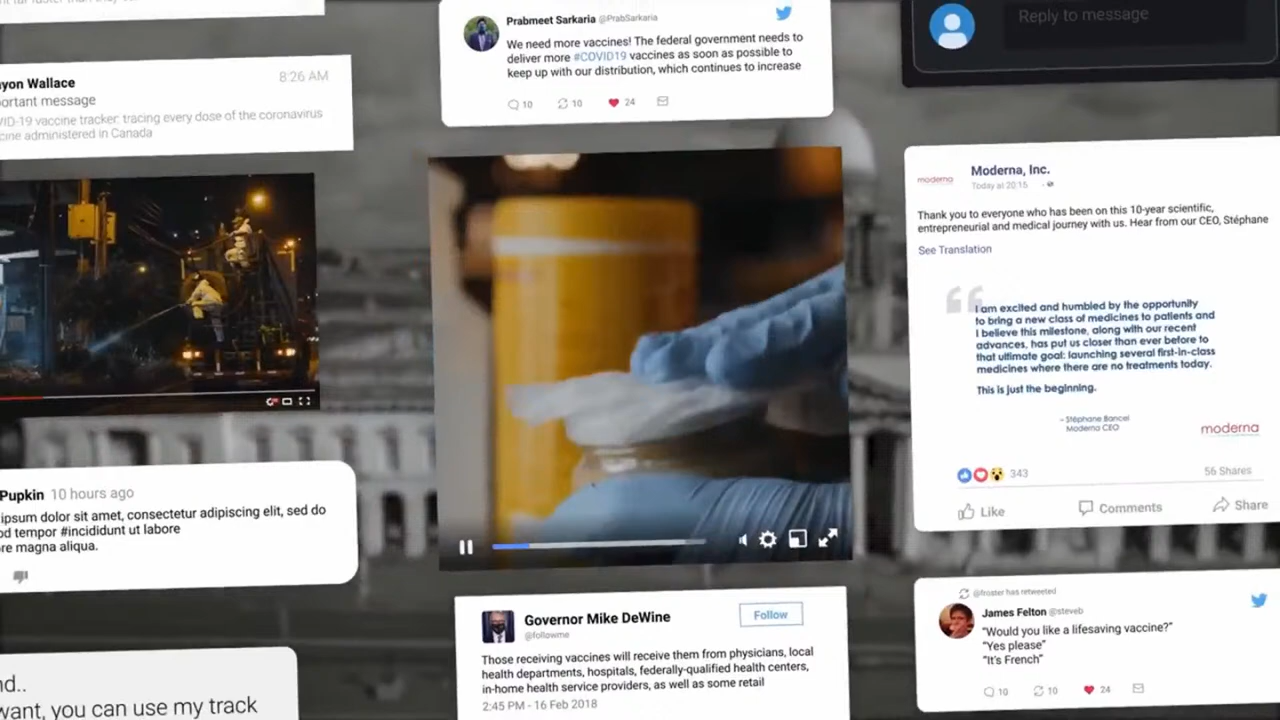 Prabmeet Sarkaria @PrabSarkaria
We need more vaccines! The federal government needs to
deliver more #COVID19 vaccines as soon as possible to
keep up with our distribution, which continues to increase
10
10
24
Reply to message
yon Wallace 8:26 AM
portant message
VID-19 vaccine tracker: tracing every dose of the coronavirus
cine administered in Canada
moderna
Moderna, Inc.
Today at 20:15
Thank you to everyone who has been on this 10-year scientific,
entrepreneurial and medical journey with us. Hear from our CEO, Stéphane
See Translation
I am excited and humbled by the opportunity
to bring a new class of medicines to patients and
I believe this milestone, along with our recent
advances, has put us closer than ever before to
that ultimate goal: launching several first-in-class
medicines where there are no treatments today.
This is just the beginning.
- Stéphane Bancel
Moderna CEO
moderna
343
56 Shares
Like
Comments
Share
Pupkin 10 hours ago
ipsum dolor sit amet, consectetur adipiscing elit, sed do
od tempor #incididunt ut labore
re magna aliqua.
Governor Mike DeWine
@followme
Follow
Those receiving vaccines will receive them from physicians, local
health departments, hospitals, federally-qualified health centers,
in-home health service providers, as well as some retail
2:45 PM - 16 Feb 2018
@froster has retweeted
James Felton @steveb
"Would you like a lifesaving vaccine?"
"Yes please"
"It's French"
10
10
24
nd..
want, you can use my track